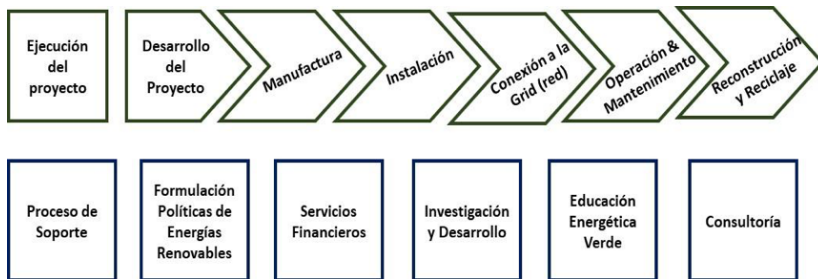 Ejecución
del
proyecto
Desarrollo
del
Proyecto
Manufactura
Instalación
Conexión a la
Grid (red)
Operación &
Mantenimiento
Reconstrucción
y Reciclaje
Proceso de
Soporte
Formulación
Políticas de
Energías
Renovables
Servicios
Financieros
Investigación
y Desarrollo
Educación
Energética
Verde
Consultoría